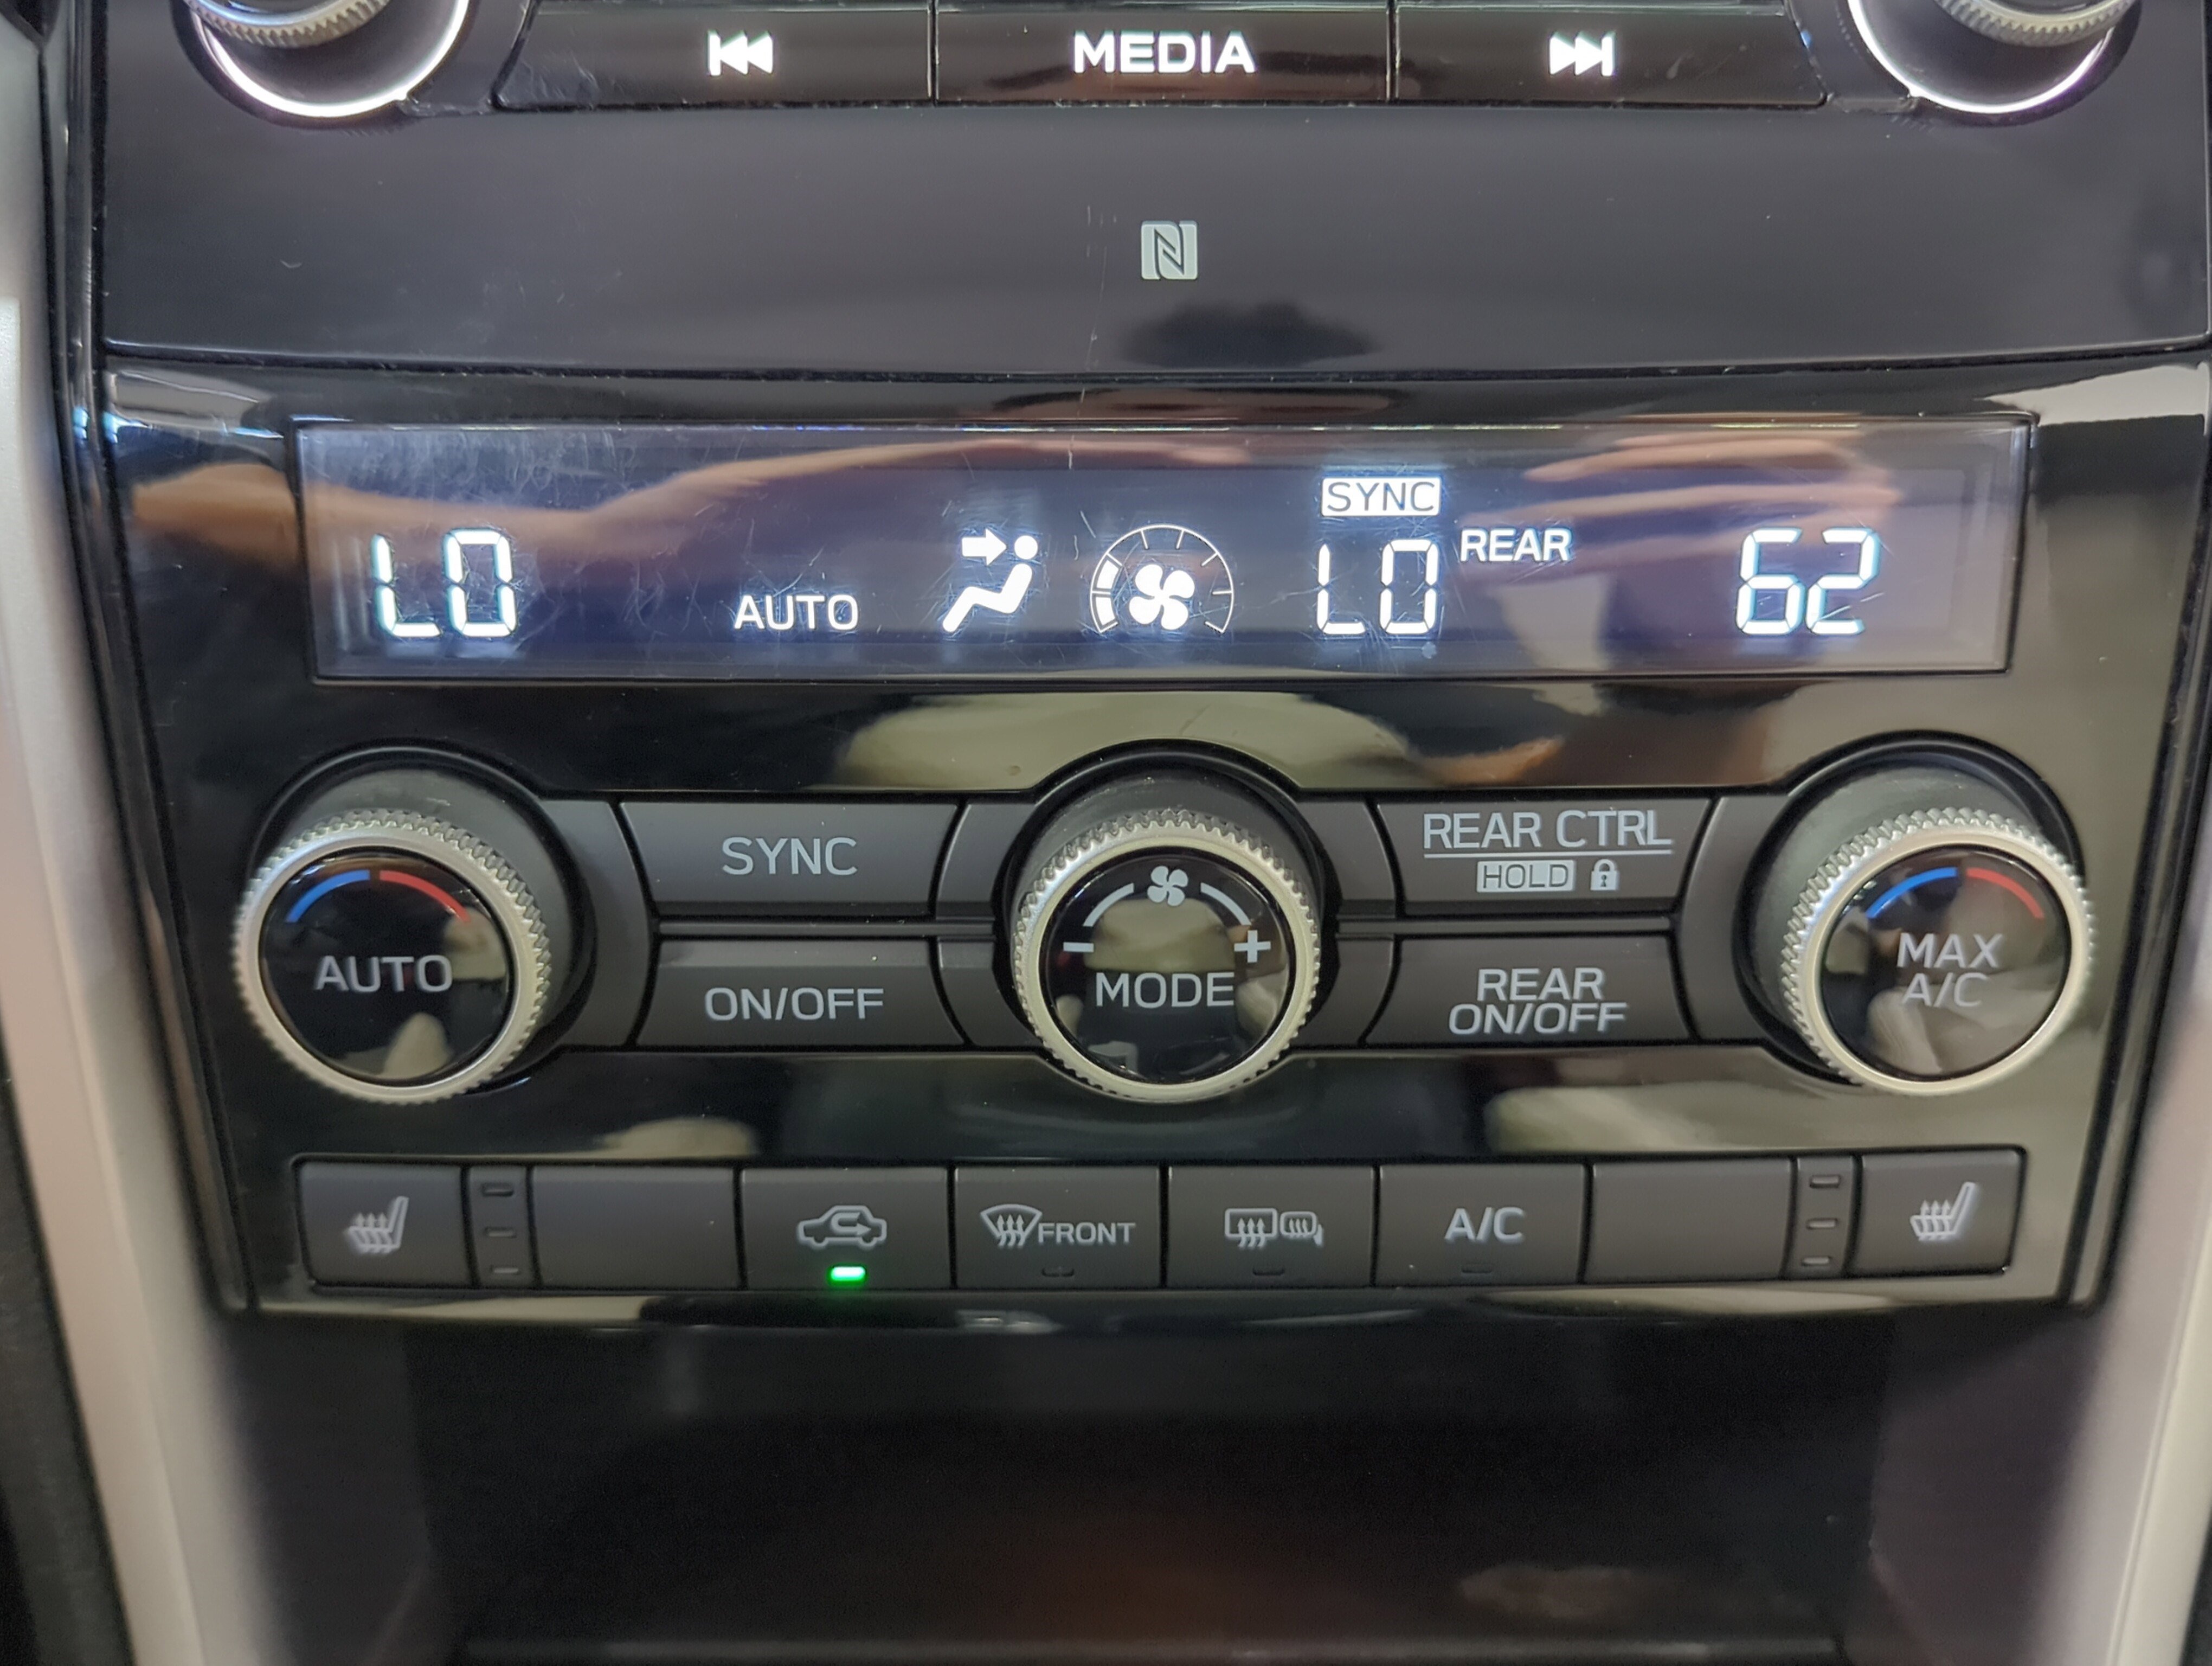 MEDIA
SYNC
LO AUTO LO REAR 62
SYNC
REAR CTRL
HOLD
AUTO
ON/OFF
MODE
REAR
ON/OFF
MAX
A/C
FRONT
A/C